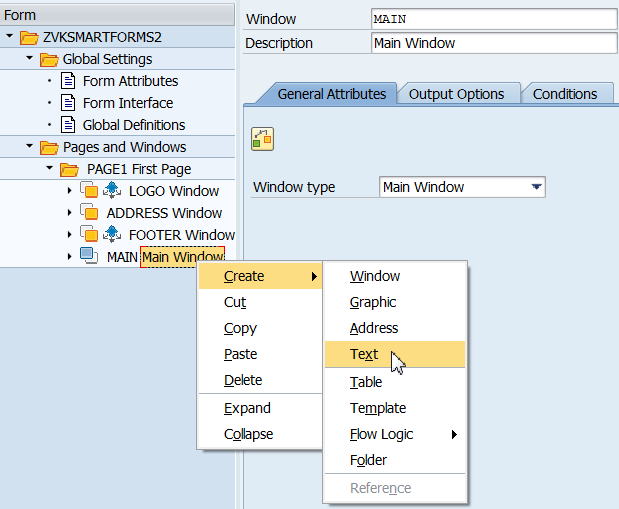 Form
ZVKSMARTFORMS2
Global Settings
Form Attributes
Form Interface
Global Definitions
Pages and Windows
PAGE1 First Page
LOGO Window
ADDRESS Window
FOOTER Window
MAIN Main Window
Window MAIN
Description Main Window
General Attributes Output Options Conditions
Window type Main Window
Create
Cut
Copy
Paste
Delete
Expand
Collapse
Window
Graphic
Address
Text
Table
Template
Flow Logic
Folder
Reference